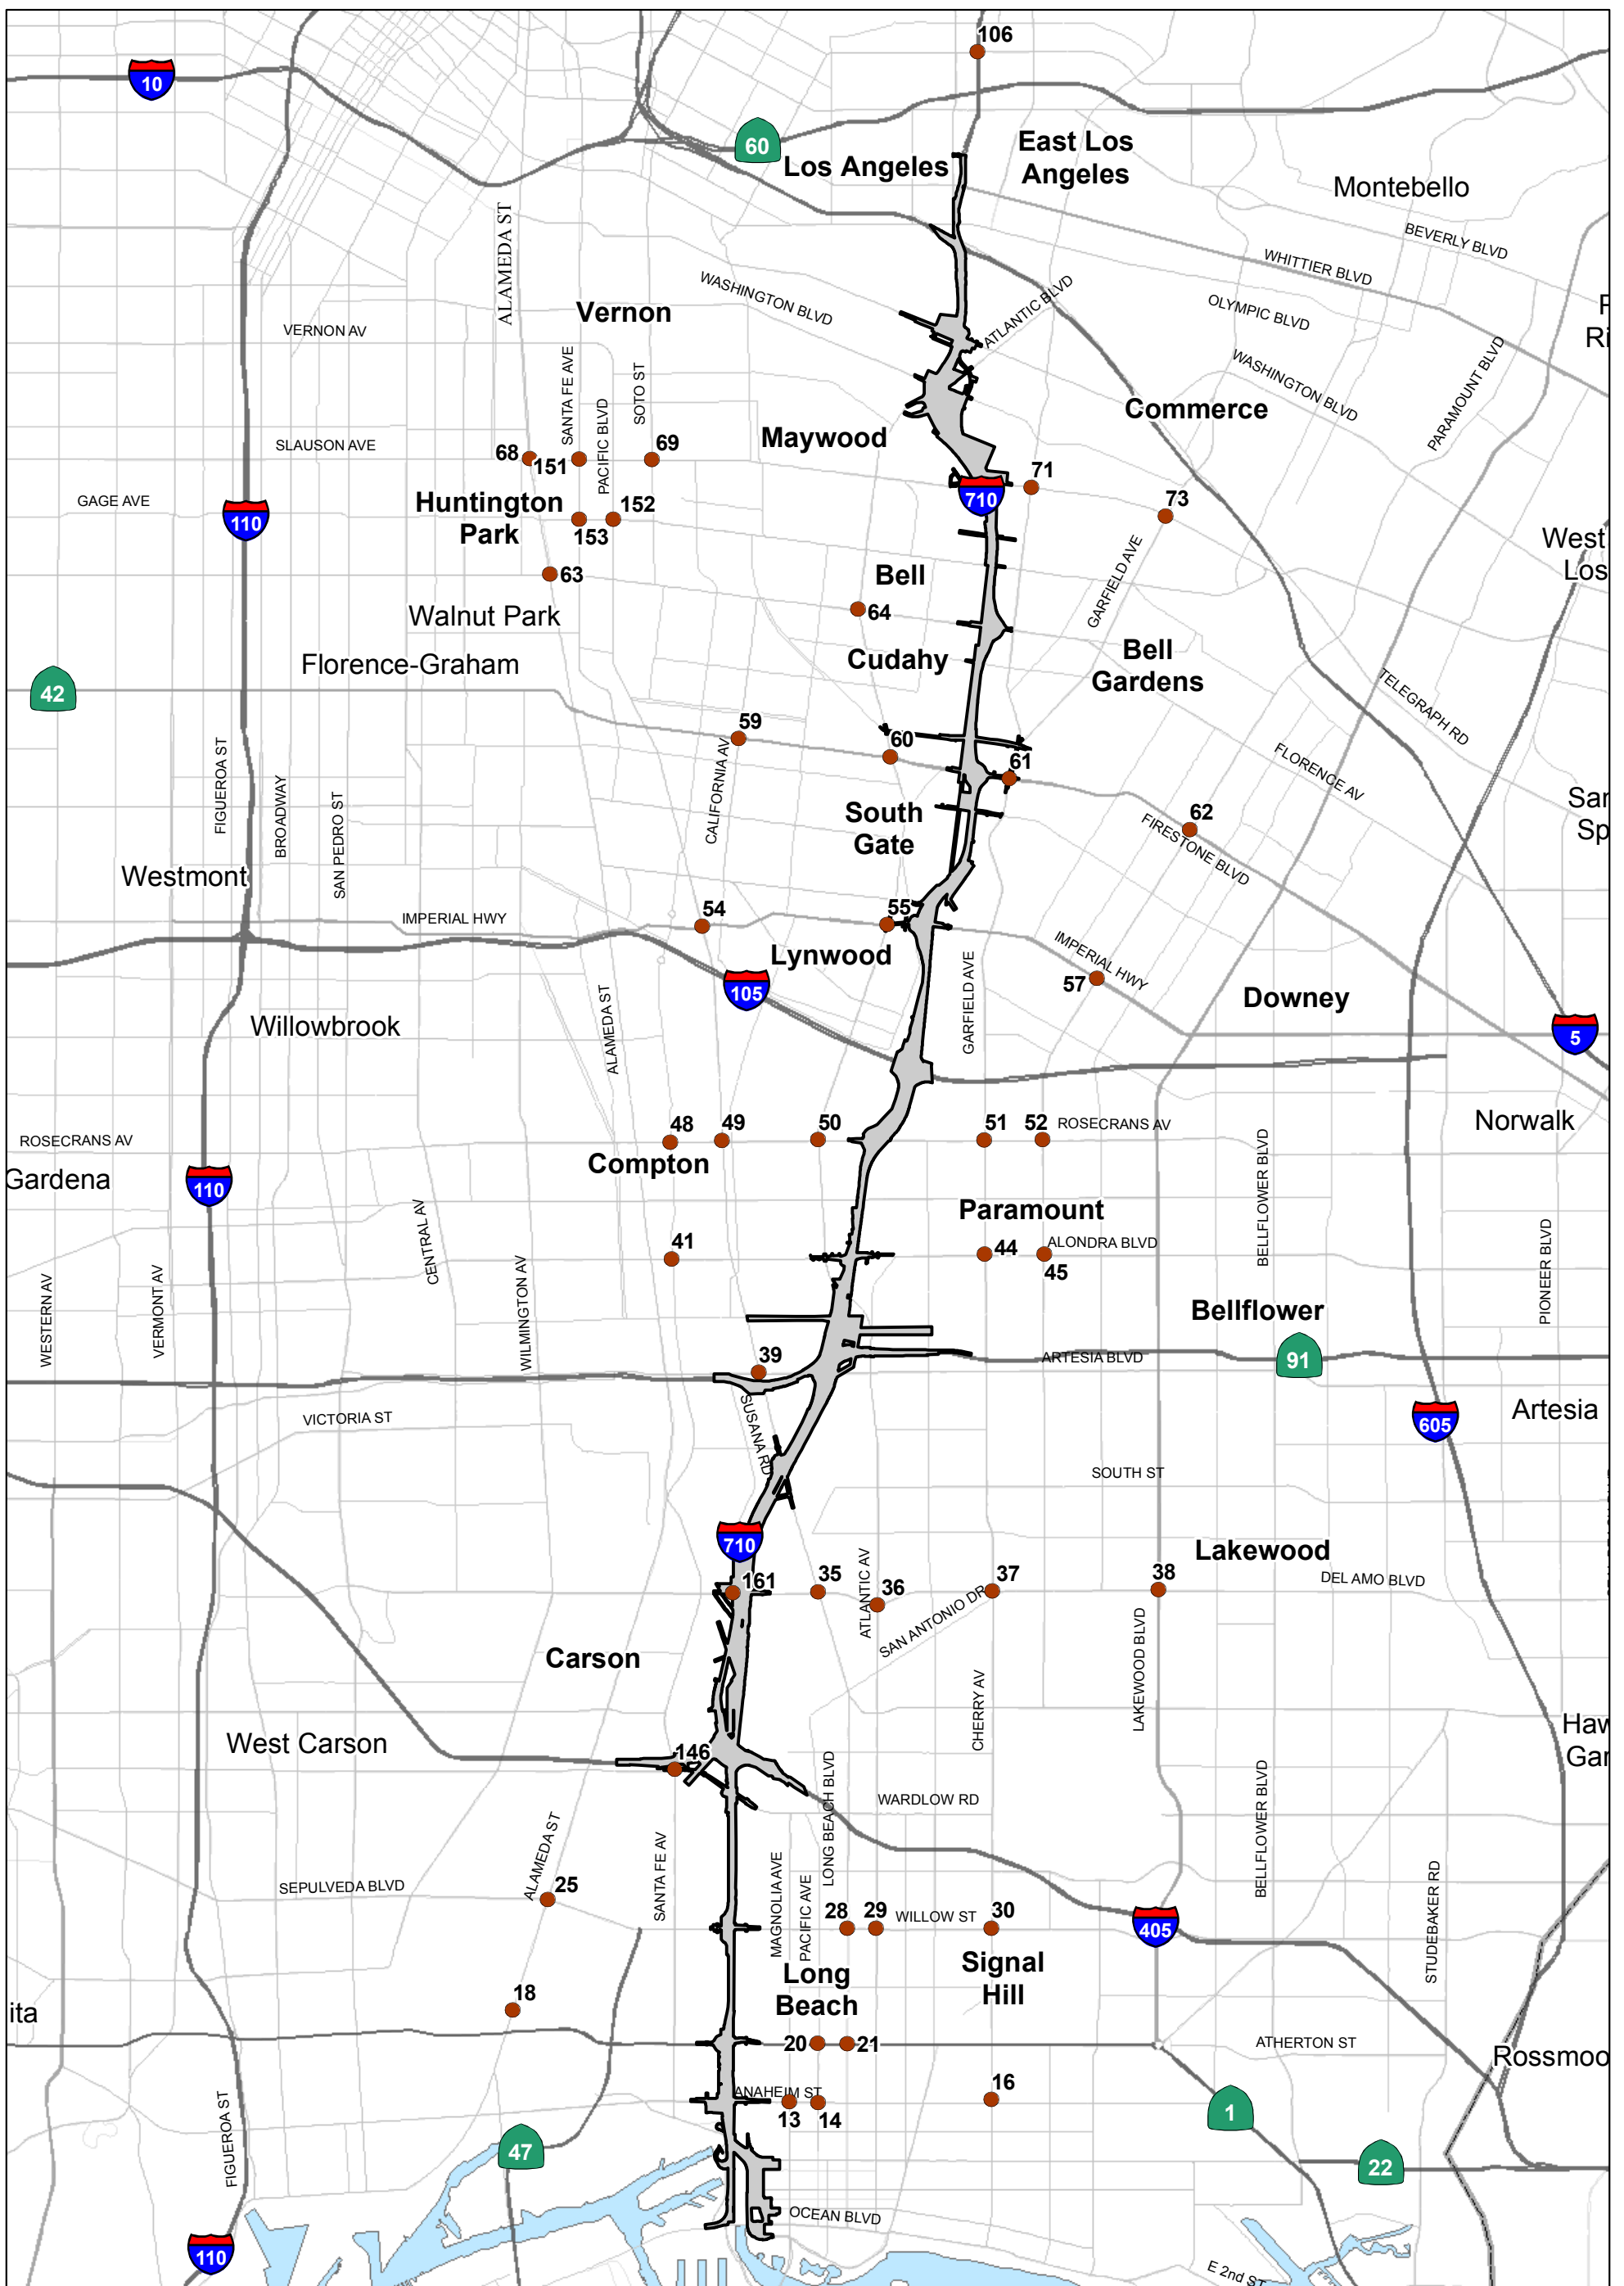 106
10
60
Los Angeles
East Los
Angeles
Montebello
ALAMEDA ST
BEVERLY BLVD
WHITTIER BLVD
WASHINGTON BLVD
ATLANTIC BLVD
OLYMPIC BLVD
Vernon
VERNON AV
SANTA FE AVE
PACIFIC BLVD
SOTO ST
WASHINGTON BLVD
PARAMOUNT BLVD
Commerce
Maywood
SLAUSON AVE
68
151
69
71
710
73
GAGE AVE
110
Huntington
Park
152
153
63
West
Los
Bell
64
GARFIELD AVE
Walnut Park
Florence-Graham
Cudahy
Bell
Gardens
42
TELEGRAPH RD
59
60
61
FLORENCE AV
FIGUEROA ST
BROADWAY
SAN PEDRO ST
CALIFORNIA AV
South
Gate
62
FIRESTONE BLVD
Westmont
IMPERIAL HWY
54
55
Lynwood
IMPERIAL HWY
57
105
GARFIELD AVE
Downey
Willowbrook
ALAMEDA ST
5
ROSECRANS AV
48
49
50
51
52
ROSECRANS AV
Norwalk
Compton
Gardena
110
BELLFLOWER BLVD
Paramount
41
44
ALONDRA BLVD
45
CENTRAL AV
WILMINGTON AV
WESTERN AV
VERMONT AV
PIONEER BLVD
Bellflower
39
ARTESIA BLVD
91
SUSANA RD
VICTORIA ST
605
Artesia
SOUTH ST
710
Lakewood
161
35
36
37
38
DEL AMO BLVD
ATLANTIC AV
SAN ANTONIO DR
Carson
CHERRY AV
LAKEWOOD BLVD
West Carson
146
LONG BEACH BLVD
WARDLOW RD
BELLFLOWER BLVD
ALAMEDA ST
SANTA FE AV
MAGNOLIA AVE
PACIFIC AVE
SEPULVEDA BLVD
25
28
29
WILLOW ST
30
405
STUDEBAKER RD
Signal
Hill
Long
Beach
18
ita
20
21
ATHERTON ST
Rossmoo
ANAHEIM ST
13
14
16
1
47
22
FIGUEROA ST
OCEAN BLVD
110
E 2nd ST